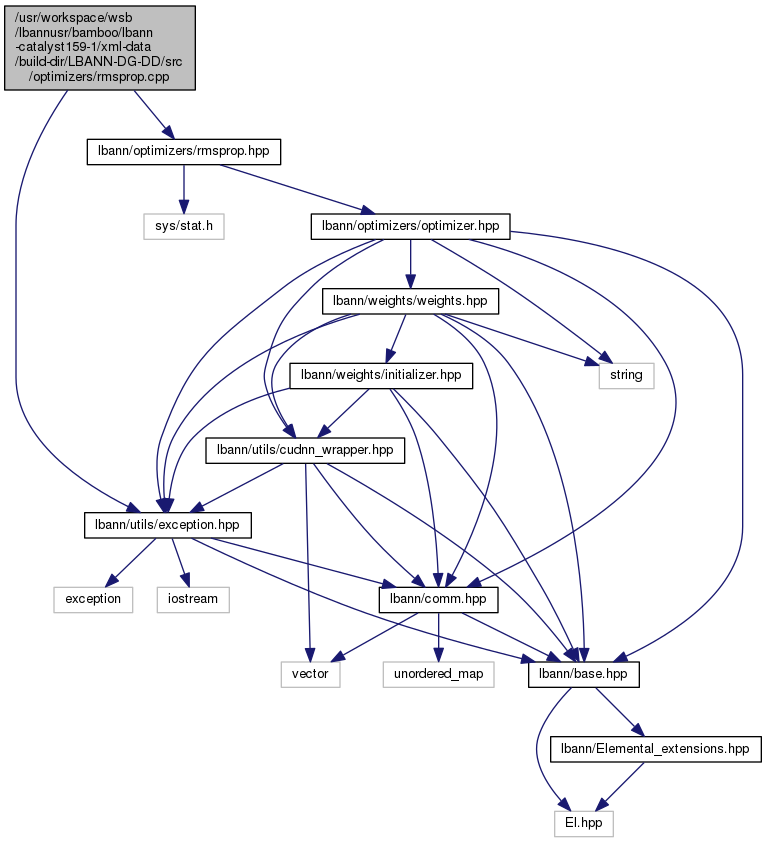 /usr/workspace/wsb
/lbannusr/bamboo/lbann
-catalyst159-1/xml-data
/build-dir/LBANN-DG-DD/src
/optimizers/rmsprop.cpp
lbann/optimizers/rmsprop.hpp
sys/stat.h
lbann/optimizers/optimizer.hpp
lbann/weights/weights.hpp
lbann/weights/initializer.hpp
string
lbann/utils/cudnn_wrapper.hpp
lbann/utils/exception.hpp
exception
iostream
lbann/comm.hpp
vector
unordered_map
lbann/base.hpp
lbann/Elemental_extensions.hpp
El.hpp